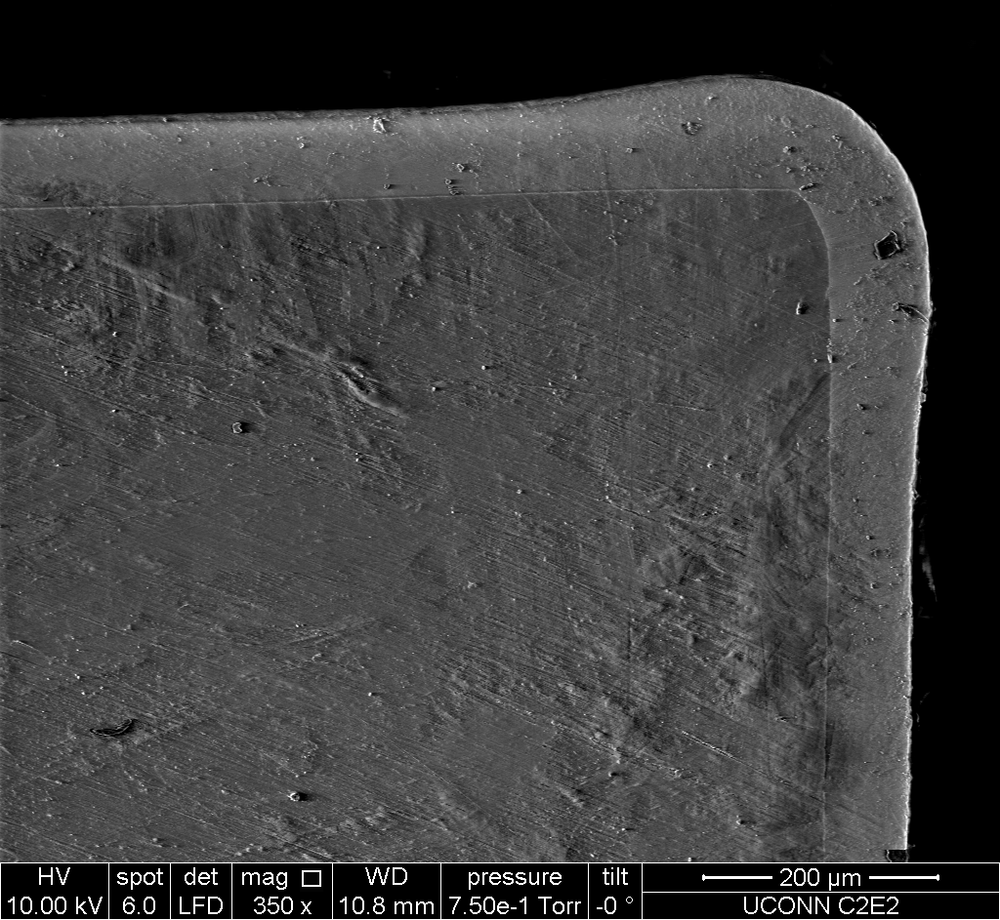 HV spot det mag □ WD pressure tilt 200 µm
10.00 kV 6.0 LFD 350 x 10.8 mm 7.50e-1 Torr -0 ° UCONN C2E2